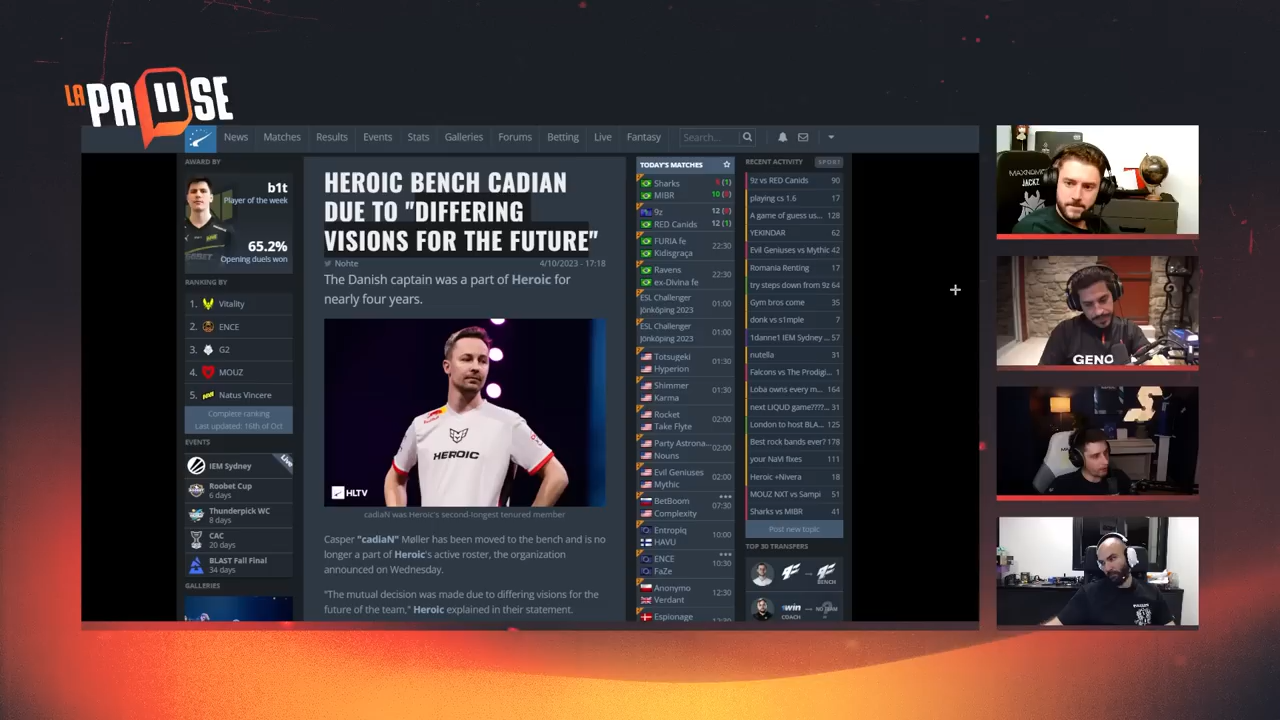 LA PAUSE
News Matches Results Events Stats Galleries Forums Betting Live Fantasy Search...
AWARD BY
b1t
Player of the week
65.2%
Opening duels won
RANKING BY
1. Vitality
2. ENCE
3. G2
4. MOUZ
5. Natus Vincere
Complete ranking
Last updated: 16th of Oct
EVENTS
IEM Sydney
Live
Roobet Cup
6 days
Thunderpick WC
8 days
CAC
20 days
BLAST Fall Final
34 days
GALLERIES
HEROIC BENCH CADIAN
DUE TO "DIFFERING
VISIONS FOR THE FUTURE"
Nohte 4/10/2023 - 17:18
The Danish captain was a part of Heroic for
nearly four years.
HEROIC
HLTV
cadiaN was Heroic's second-longest tenured member
Casper "cadiaN" Møller has been moved to the bench and is no
longer a part of Heroic's active roster, the organization
announced on Wednesday.
"The mutual decision was made due to differing visions for the
future of the team," Heroic explained in their statement.
TODAY'S MATCHES
Sharks (1)
MIBR 10
9z 12
RED Canids 12 (1)
FURIA fe
22:30
Kidisgraça
Ravens
22:30
ex-Divina fe
ESL Challenger
01:00
Jönköping 2023
ESL Challenger
01:00
Jönköping 2023
Totsugeki
01:30
Hyperion
Shimmer
01:30
Karma
Rocket
02:00
Take Flyte
Party Astrona...
02:00
Nouns
Evil Geniuses
02:00
Mythic
BetBoom
07:30
Complexity
Entropiq
10:00
HAVU
ENCE
10:30
FaZe
Anonymo
12:30
Verdant
Espionage
RECENT ACTIVITY SPORT
9z vs RED Canids 90
playing cs 1.6 17
A game of guess us... 128
YEKINDAR 62
Evil Geniuses vs Mythic 42
Romania Renting 17
try steps down from 9z 64
Gym bros come 35
donk vs s1mple 7
1danne1 IEM Sydney ... 57
nutella 31
Falcons vs The Prodigi... 1
Loba owns every m... 164
next LIQUD game????... 31
London to host BLA... 125
Best rock bands ever? 178
your NaVI fixes 111
Heroic +Nivera 18
MOUZ NXT vs Sampi 51
Sharks vs MIBR 41
Post new topic
TOP 30 TRANSFERS
BENCH
1win
COACH
NO TEAM
MAXNOMIC
JACKZ
GENO